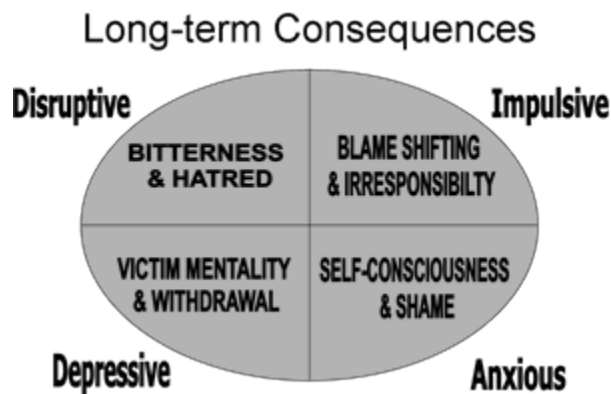 Long-term Consequences
Disruptive
Impulsive
BITTERNESS
& HATRED
BLAME SHIFTING
& IRRESPONSIBILTY
VICTIM MENTALITY
& WITHDRAWAL
SELF-CONSCIOUSNESS
& SHAME
Depressive
Anxious